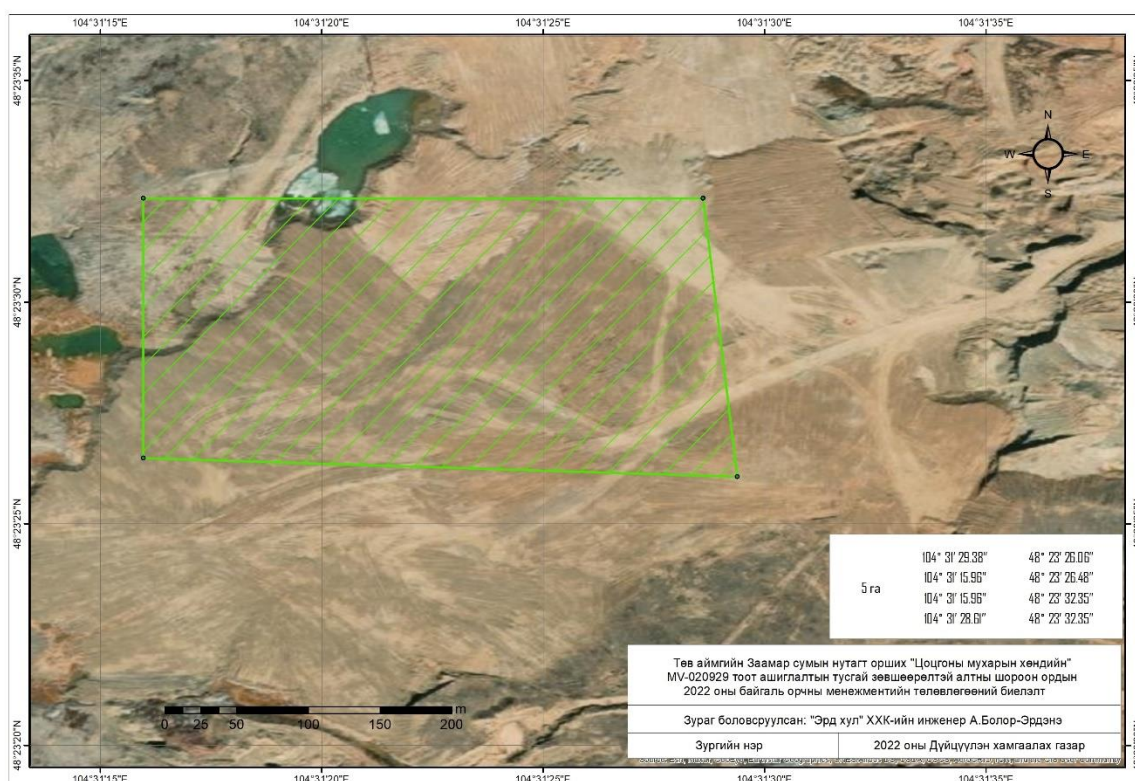 104°31'15"E 104°31'20"E 104°31'25"E 104°31'30"E 104°31'35"E
48°23'35"N
N
W E
S
48°23'30"N
48°23'25"N
104° 31' 29.38" 48° 23' 26.06"
104° 31' 15.96" 48° 23' 26.48"
5 га
104° 31' 15.96" 48° 23' 32.35"
104° 31' 28.61" 48° 23' 32.35"
Төв аймгийн Заамар сумын нутагт орших "Цоцгоны мухарын хөндийн"
MV-020929 тоот ашиглалтын тусгай зөвшөөрөлтэй алтны шороон ордын
2022 оны байгаль орчны менежментийн төлөвлөгөөний биелэлт
Зураг боловсруулсан: "Эрд хул" ХХК-ийн инженер А.Болор-Эрдэнэ
Зургийн нэр 2022 оны Дүйцүүлэн хамгаалах газар
m
0 25 50 100 150 200
48°23'20"N
104°31'15"E 104°31'20"E 104°31'25"E 104°31'30"E 104°31'35"E